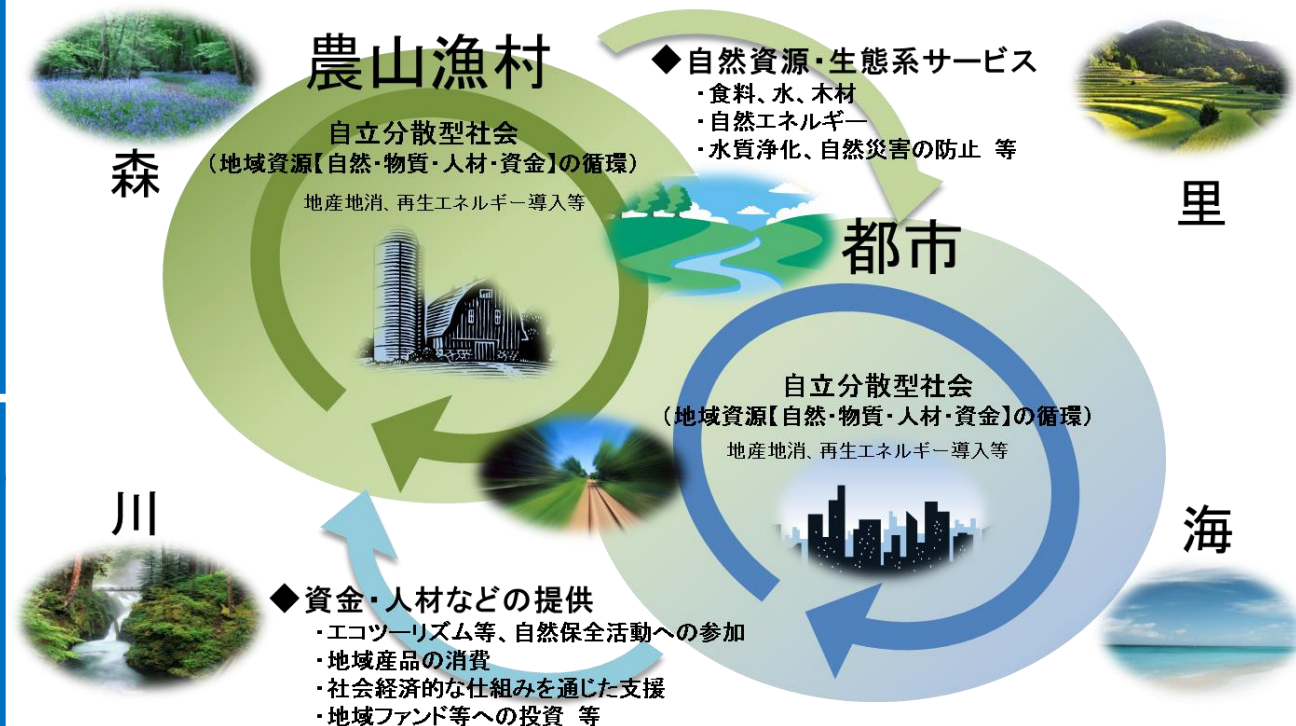 農山漁村
自立分散型社会
(地域資源【自然・物質・人材・資金】の循環)
地産地消、再生エネルギー導入等
◆自然資源・生態系サービス
・食料、水、木材
・自然エネルギー
・水質浄化、自然災害の防止 等
森
里
都市
自立分散型社会
(地域資源【自然・物質・人材・資金】の循環)
地産地消、再生エネルギー導入等
川
海
◆資金・人材などの提供
・エコツーリズム等、自然保全活動への参加
・地域産品の消費
・社会経済的な仕組みを通じた支援
・地域ファンド等への投資 等